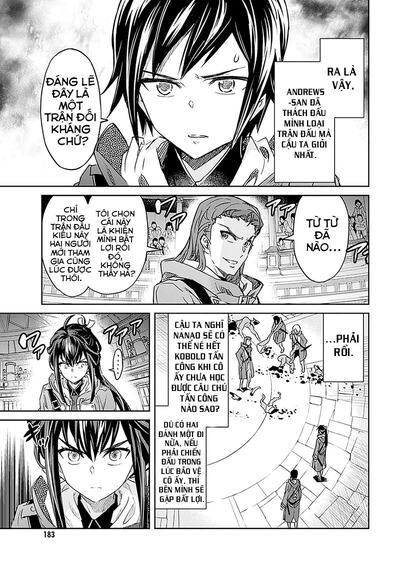 RA LÀ
VẬY.
ANDREWS
-SAN ĐÃ
THÁCH ĐẤU
MÌNH LOẠI
TRẬN ĐẤU MÀ
CẬU TA GIỎI
NHẤT.
ĐÁNG LẼ
ĐÂY LÀ
MỘT
TRẬN ĐỐI
KHÁNG
CHỨ?
TỪ TỪ
ĐÃ
NÀO...
TÔI CHỌN
CÁI NÀY
LÀ KHIẾN
MÌNH BẤT
LỢI RỒI
ĐÓ,
KHÔNG
THẤY HẢ?
CHỈ
TRONG
TRẬN ĐẤU
KIỂU NÀY
HAI NGƯỜI
MỚI THAM
GIA CÙNG
LÚC ĐƯỢC
THÔI.
...PHẢI
RỒI.
CẬU TA NGHĨ
NANAO SẼ CÓ
THỂ NÉ HẾT
KOBOLD TẤN
CÔNG KHI CÔ
ẤY CHƯA HỌC
ĐƯỢC CÂU CHÚ
TẤN CÔNG
NÀO SAO?
DÙ CÓ HAI
ĐÁNH MỘT ĐI
NỮA, NẾU
PHẢI CHIẾN
ĐẤU TRONG
LÚC BẢO VỆ
CÔ ẤY, THÌ
BÊN MÌNH SẼ
GẶP BẤT LỢI.
183